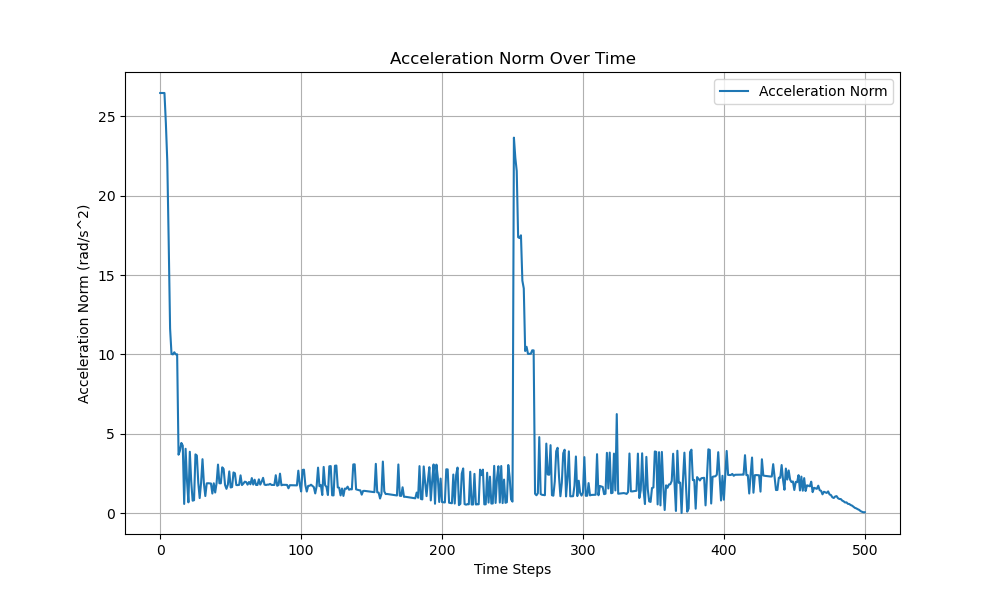 Acceleration Norm Over Time
Acceleration Norm
Acceleration Norm (rad/s^2)
25
20
15
10
5
0
0 100 200 300 400 500
Time Steps